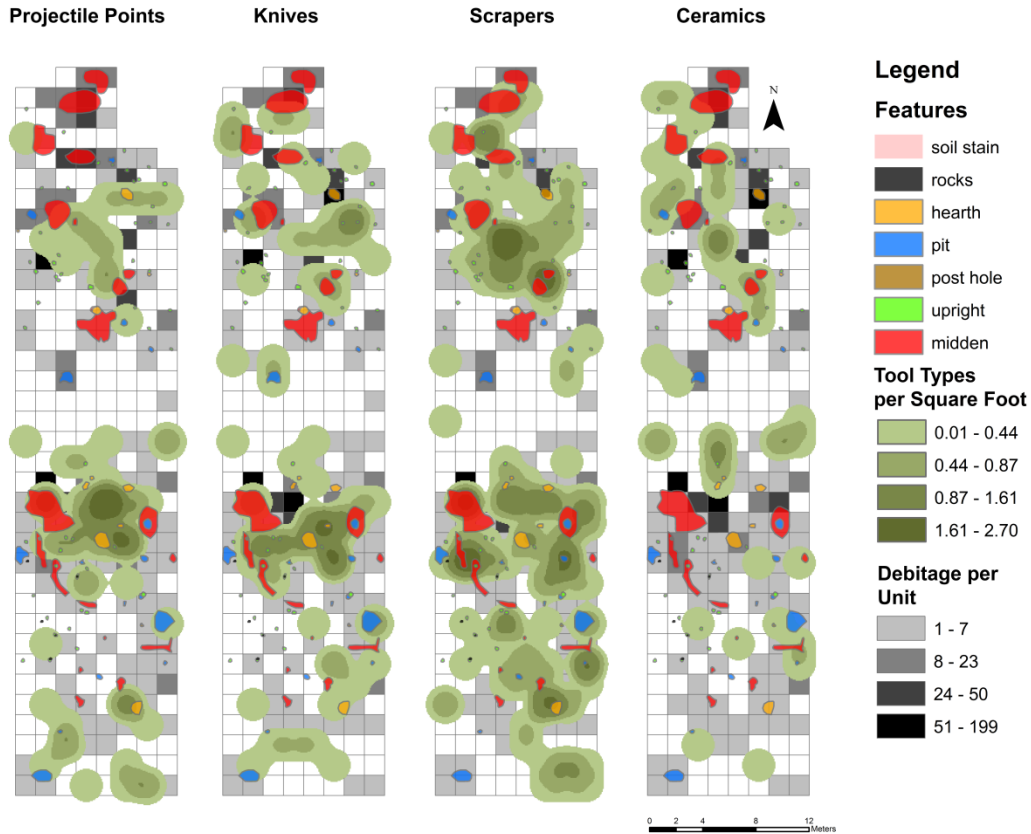 Projectile Points
Knives
Scrapers
Ceramics
N
Legend
Features
soil stain
rocks
hearth
pit
post hole
upright
midden
Tool Types
per Square Foot
0.01 - 0.44
0.44 - 0.87
0.87 - 1.61
1.61 - 2.70
Debitage per
Unit
1 - 7
8 - 23
24 - 50
51 - 199
0 2 4 8 12
Meters